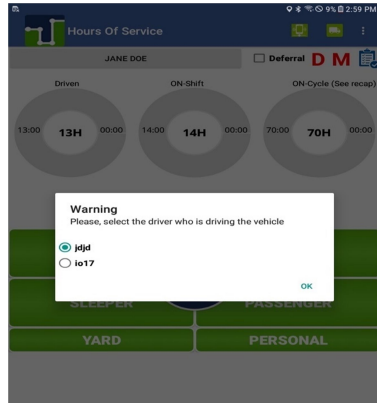 9% 2:59 PM
Hours Of Service
JANE DOE
Deferral D M
Driven ON-Shift ON-Cycle (See recap)
13:00 13H 00:00 14:00 14H 00:00 70:00 70H 00:00
Warning
Please, select the driver who is driving the vehicle
jdjd
io17
OK
SLEEPER PASSENGER
YARD PERSONAL